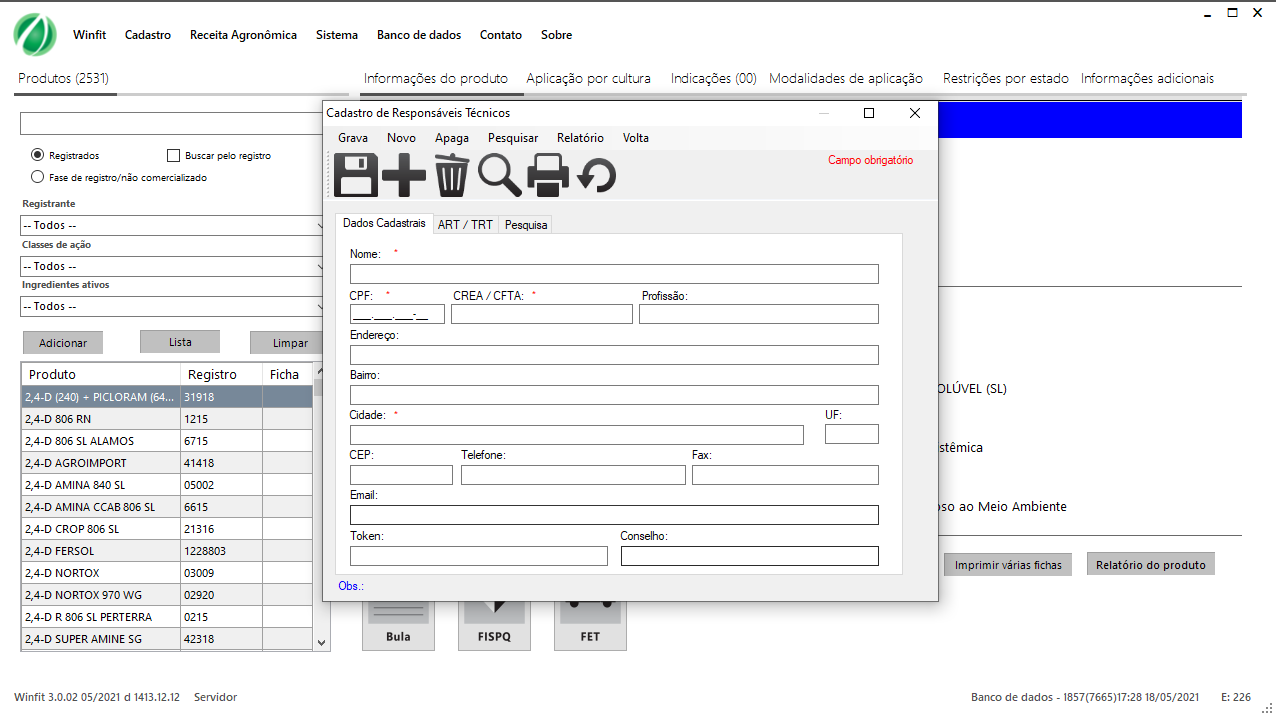 Winfit Cadastro Receita Agronômica Sistema Banco de dados Contato Sobre
Produtos (2531)
Informações do produto Aplicação por cultura Indicações (00) Modalidades de aplicação Restrições por estado Informações adicionais
Registrados
Buscar pelo registro
Fase de registro/não comercializado
Registrante
-- Todos --
Classes de ação
-- Todos --
Ingredientes ativos
-- Todos --
Adicionar Lista Limpar
Produto Registro Ficha
2,4-D (240) + PICLORAM (64... 31918
2,4-D 806 RN 1215
2,4-D 806 SL ALAMOS 6715
2,4-D AGROIMPORT 41418
2,4-D AMINA 840 SL 05002
2,4-D AMINA CCAB 806 SL 6615
2,4-D CROP 806 SL 21316
2,4-D FERSOL 1228803
2,4-D NORTOX 03009
2,4-D NORTOX 970 WG 02920
2,4-D R 806 SL PERTERRA 0215
2,4-D SUPER AMINE SG 42318
Cadastro de Responsáveis Técnicos
Grava Novo Apaga Pesquisar Relatório Volta
Campo obrigatório
Dados Cadastrais ART / TRT Pesquisa
Nome: *
CPF: * CREA / CFTA: * Profissão:
___.___.___-__
Endereço:
Bairro:
Cidade: * UF:
CEP: Telefone: Fax:
Email:
Token: Conselho:
Obs.:
OLÚVEL (SL)
stêmica
oso ao Meio Ambiente
Imprimir várias fichas Relatório do produto
Bula FISPQ FET
Winfit 3.0.02 05/2021 d 1413.12.12 Servidor
Banco de dados - 1857(7665)17:28 18/05/2021 E: 226